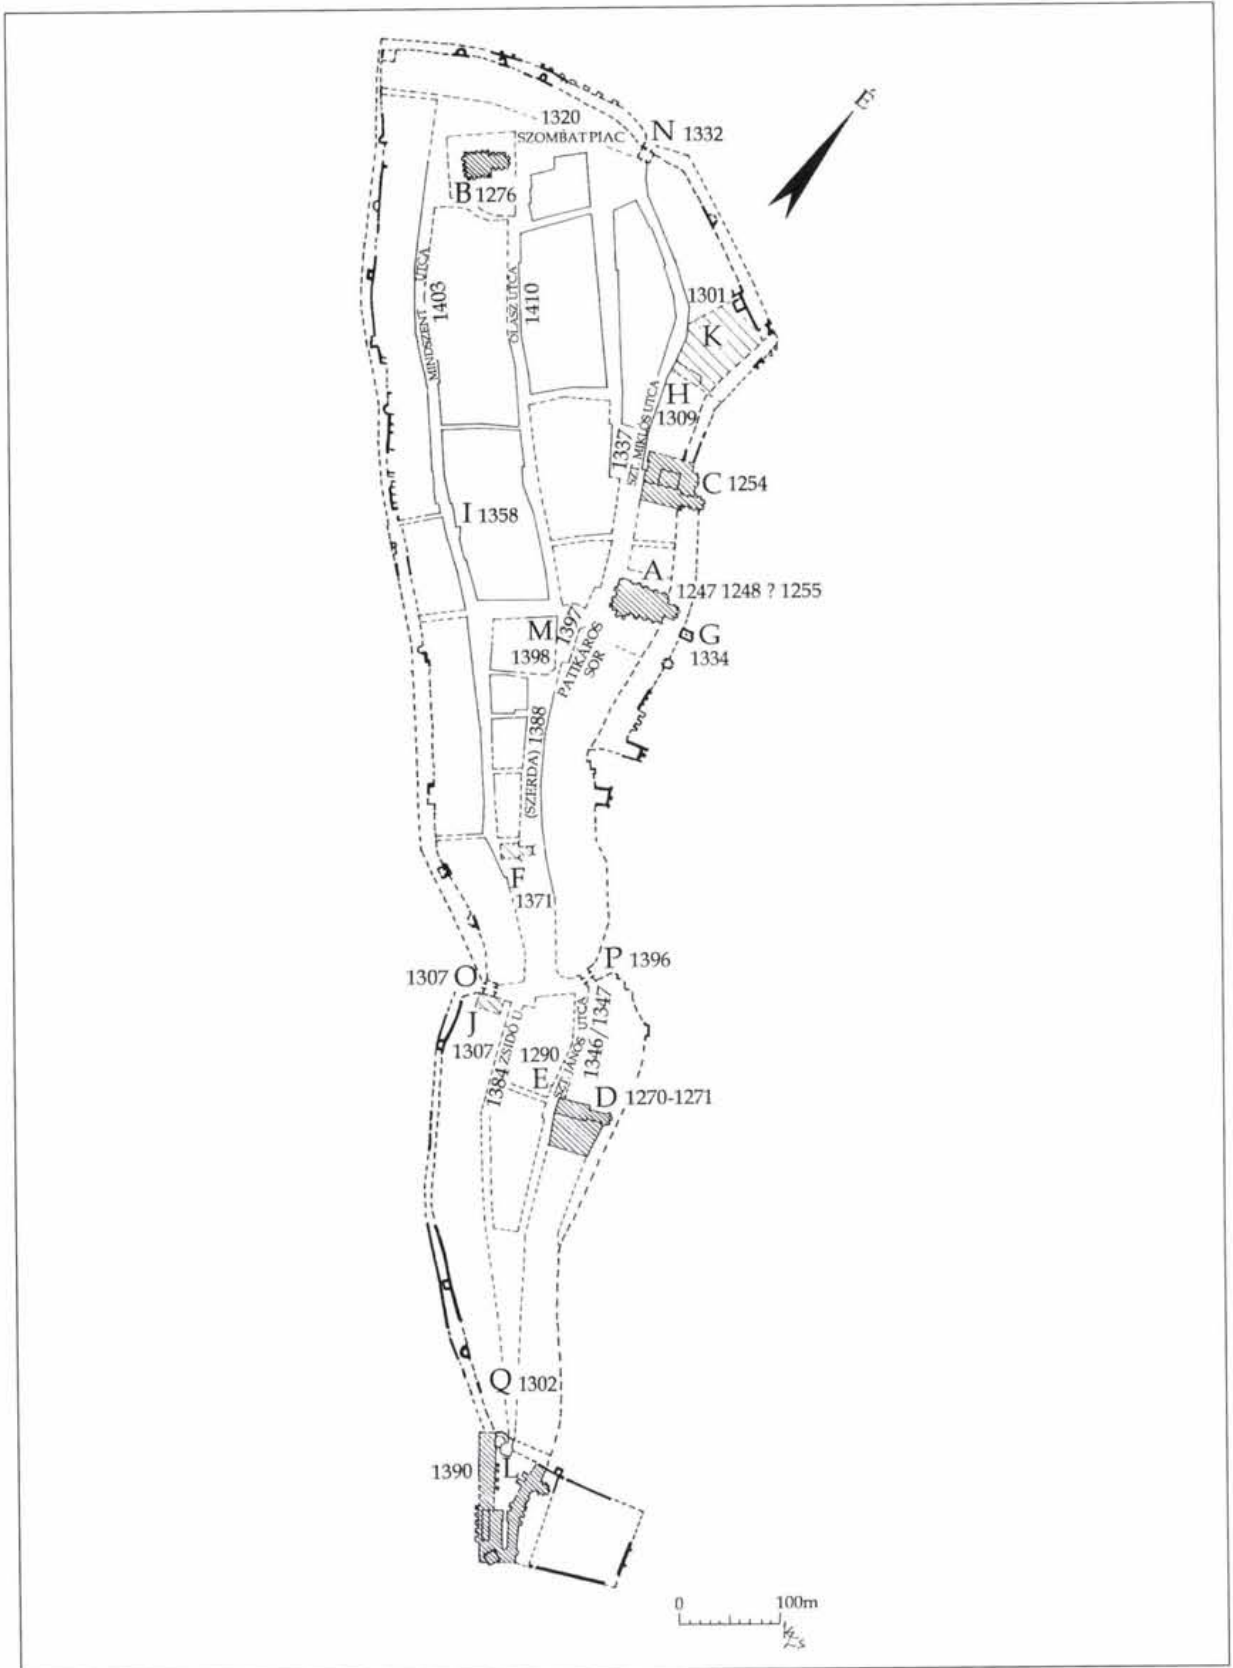 É
1320
SZOMBATPIAC
N 1332
B 1276
MINDSZENT UTCA
1403
OLASZ UTCA
1410
1301
K
H
1309
1337
SZT. MIKLÓS UTCA
C 1254
I 1358
A
1247 1248 ? 1255
M
1398
1397
PATIKÁROS
SOR
G
1334
(SZERDA) 1388
F
1371
P 1396
1307 O
J
1307
1384 ZSIDÓ U.
1290
E
SZT. JÁNOS UTCA
1346/1347
D 1270-1271
Q 1302
1390
L
0 100m